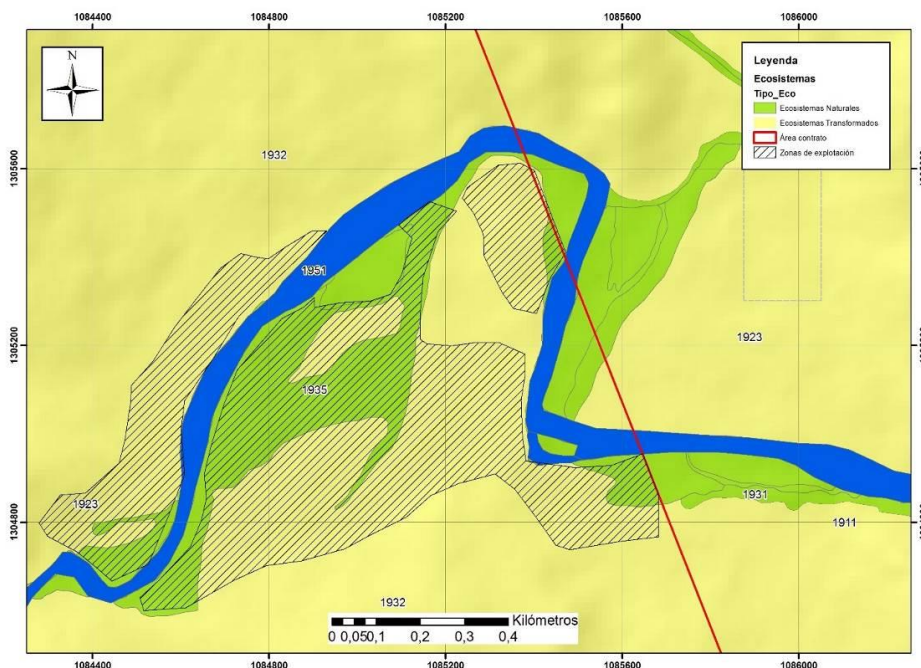 1084400 1084800 1085200 1085600 1086000
N
Leyenda
Ecosistemas
Tipo_Eco
Ecosistemas Naturales
Ecosistemas Transformados
Área contrato
Zonas de explotación
1932
1305600
1951
1305200
1923
1935
1931
1923
1911
1304800
1932
Kilómetros
0 0,05 0,1 0,2 0,3 0,4
1084400 1084800 1085200 1085600 1086000